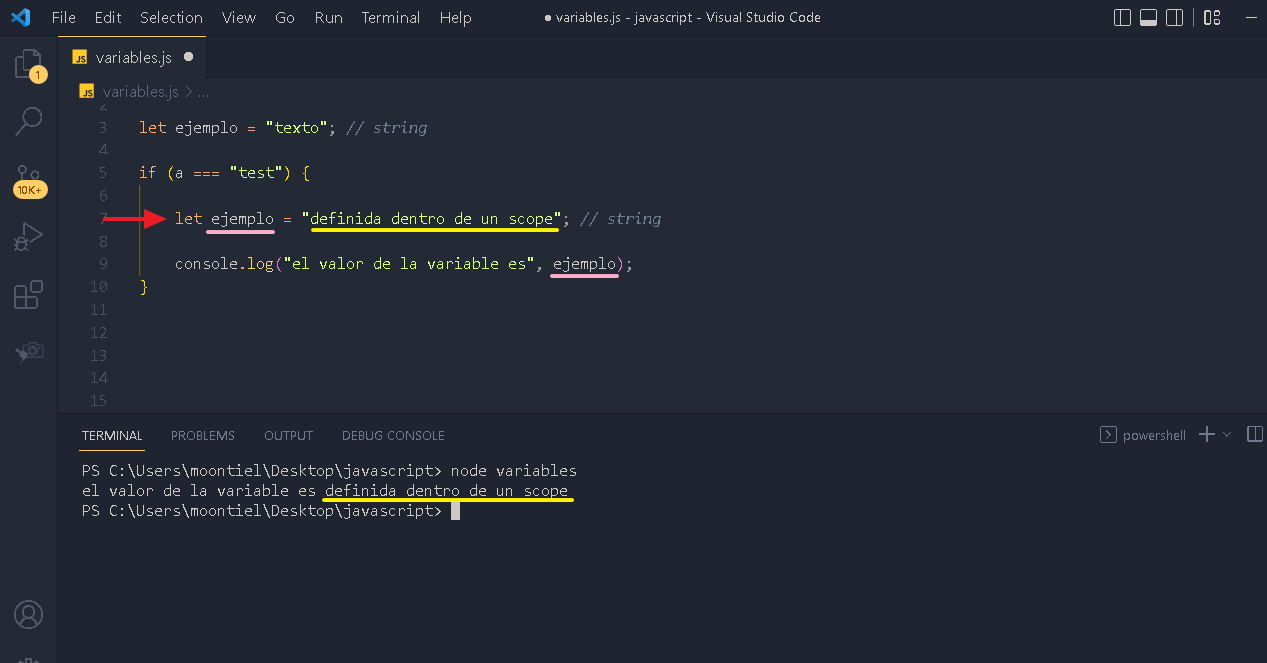 File Edit Selection View Go Run Terminal Help ● variables.js - javascript - Visual Studio Code
JS variables.js ●
1
JS variables.js > ...
2
3 let ejemplo = "texto"; // string
4
5 if (a === "test") {
6
10K+
7 let ejemplo = "definida dentro de un scope"; // string
8
9 console.log("el valor de la variable es", ejemplo);
10 }
11
12
13
14
15
TERMINAL PROBLEMS OUTPUT DEBUG CONSOLE powershell
PS C:\Users\moontiel\Desktop\javascript> node variables
el valor de la variable es definida dentro de un scope
PS C:\Users\moontiel\Desktop\javascript>